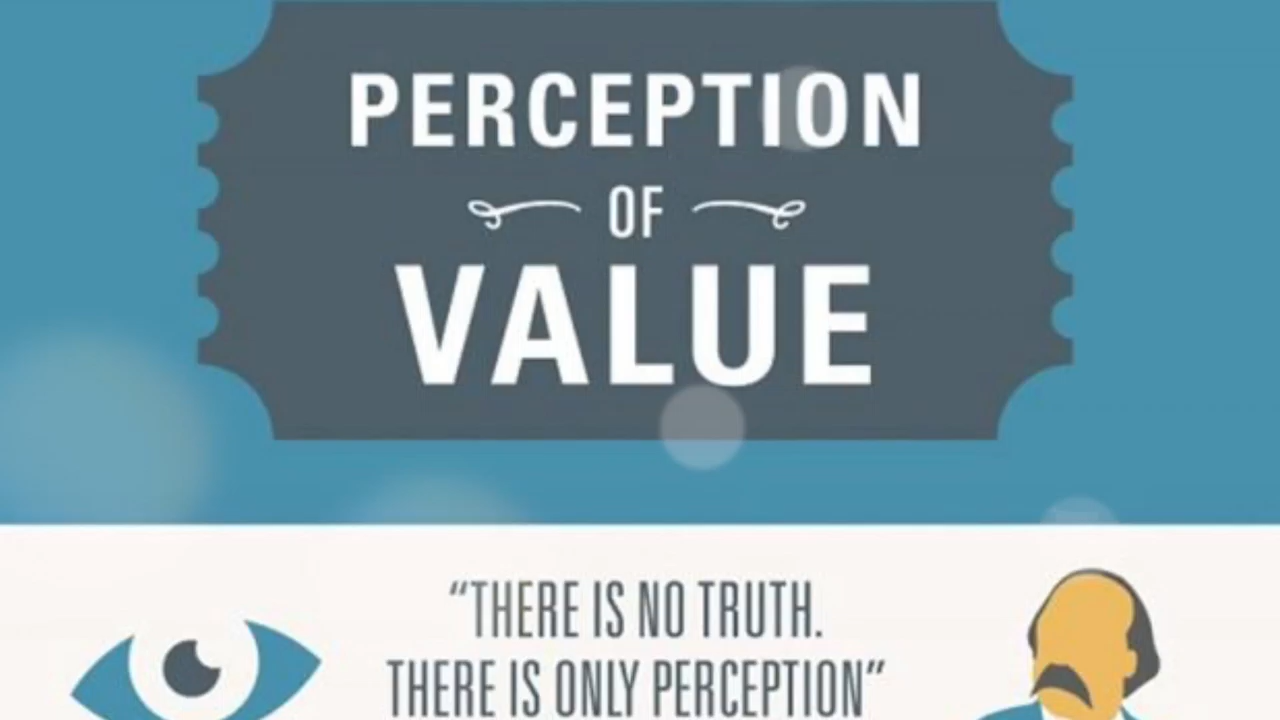 PERCEPTION
OF
VALUE
“THERE IS NO TRUTH.
THERE IS ONLY PERCEPTION”